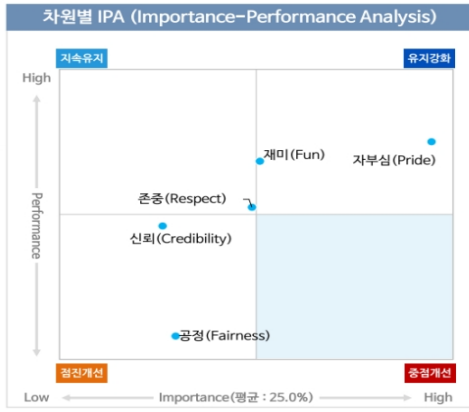 차원별 IPA (Importance-Performance Analysis)
지속유지
유지강화
High
재미(Fun)
자부심(Pride)
존중(Respect)
Performance
신뢰(Credibility)
공정(Fairness)
점진개선
중점개선
Low
Importance(평균 : 25.0%)
High